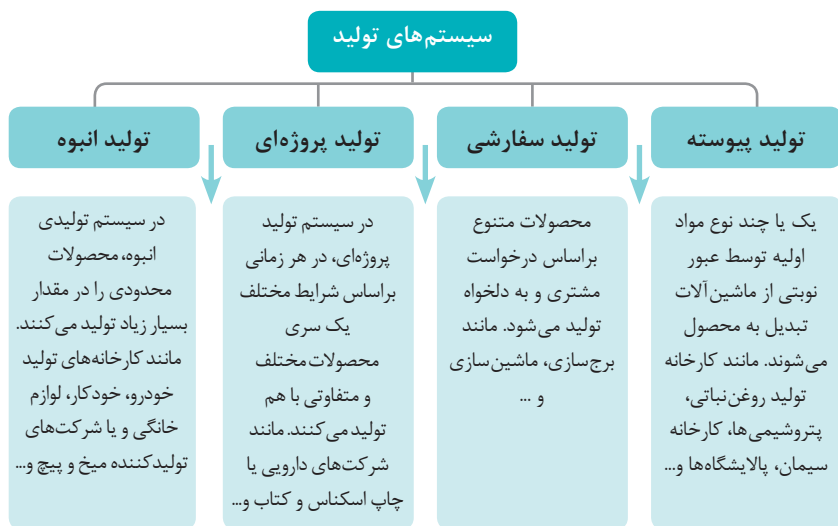 سیستم‌های تولید
تولید پیوسته
یک یا چند نوع مواد
اولیه توسط عبور
نوبتی از ماشین‌آلات
تبدیل به محصول
می‌شوند. مانند کارخانه
تولید روغن‌نباتی،
پتروشیمی‌ها، کارخانه
سیمان، پالایشگاه‌ها و...
تولید سفارشی
محصولات متنوع
براساس درخواست
مشتری و به دلخواه
تولید می‌شود. مانند
برج‌سازی، ماشین‌سازی
و ...
تولید پروژه‌ای
در سیستم تولید
پروژه‌ای، در هر زمانی
براساس شرایط مختلف
یک سری
محصولات مختلف
و متفاوتی با هم
تولید می‌کنند. مانند
شرکت‌های دارویی یا
چاپ اسکناس و کتاب و...
تولید انبوه
در سیستم تولیدی
انبوه، محصولات
محدودی را در مقدار
بسیار زیاد تولید می‌کنند.
مانند کارخانه‌های تولید
خودرو، خودکار، لوازم
خانگی و یا شرکت‌های
تولیدکننده میخ و پیچ و...